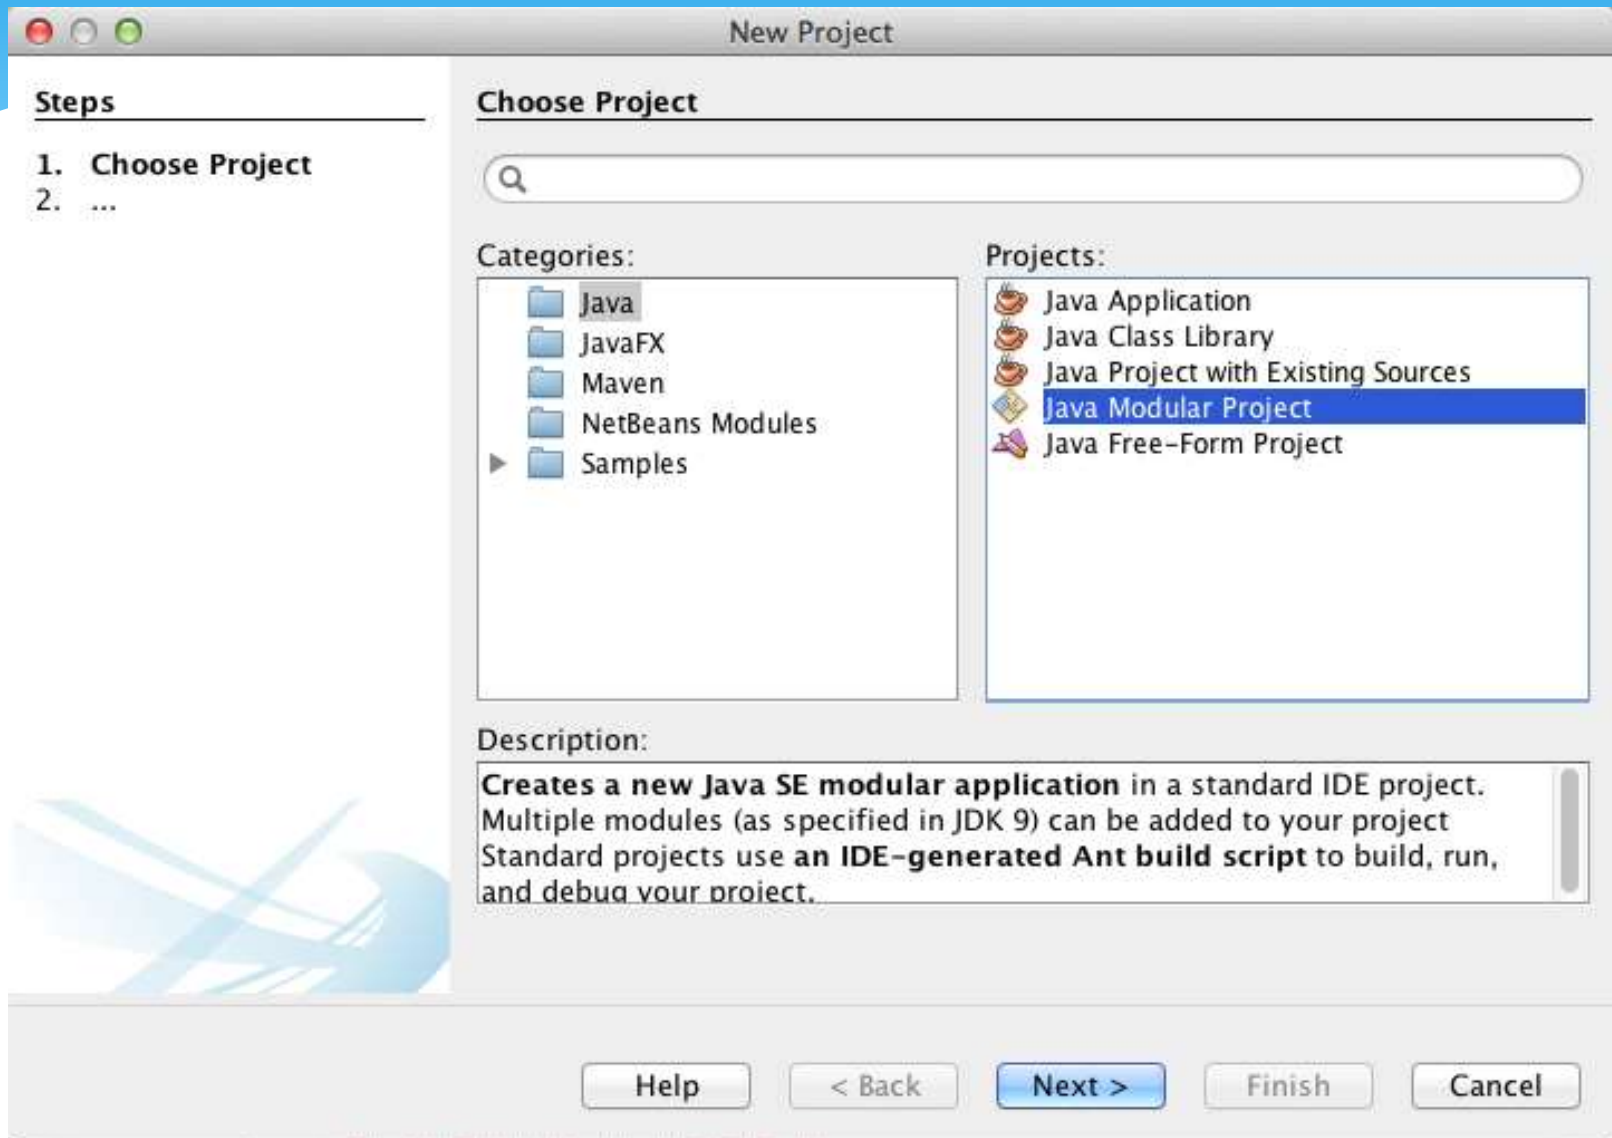 New Project
Steps
1. Choose Project
2. ...
Choose Project
Categories:
Java
JavaFX
Maven
NetBeans Modules
Samples
Projects:
Java Application
Java Class Library
Java Project with Existing Sources
Java Modular Project
Java Free-Form Project
Description:
Creates a new Java SE modular application in a standard IDE project.
Multiple modules (as specified in JDK 9) can be added to your project
Standard projects use an IDE-generated Ant build script to build, run,
and debug your project.
Help
< Back
Next >
Finish
Cancel